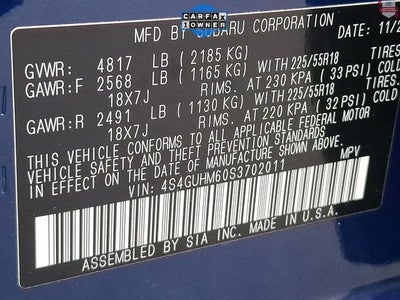 CARFAX
1 OWNER
MFD BY SUBARU CORPORATION DATE: 11/2
GVWR: 4817 LB (2185 KG)
GAWR:F 2568 LB (1165 KG) WITH 225/55R18 TIRES
18X7J RIMS. AT 230 KPA (33 PSI) COLD
GAWR:R 2491 LB (1130 KG) WITH 225/55R18 TIRES
18X7J RIMS. AT 220 KPA (32 PSI) COLD
THIS VEHICLE CONFORMS TO ALL APPLICABLE FEDERAL MOTOR
VEHICLE SAFETY AND THEFT PREVENTION STANDARDS
IN EFFECT ON THE DATE OF MANUFACTURE SHOWN ABOVE.
VIN: 4S4GUHM60S3702011 MPV
ASSEMBLED BY SIA INC. MADE IN U.S.A.